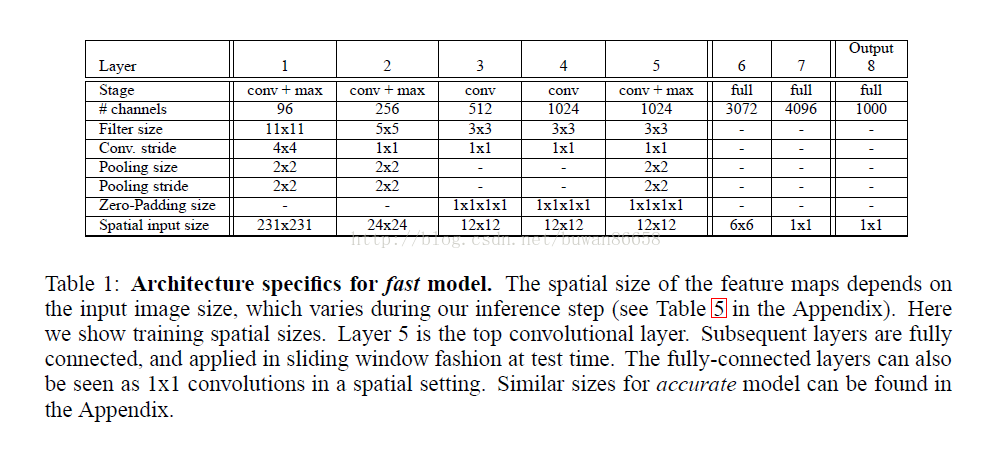 Output
Layer 1 2 3 4 5 6 7 8
Stage conv + max conv + max conv conv conv + max full full full
# channels 96 256 512 1024 1024 3072 4096 1000
Filter size 11x11 5x5 3x3 3x3 3x3 - - -
Conv. stride 4x4 1x1 1x1 1x1 1x1 - - -
Pooling size 2x2 2x2 - - 2x2 - - -
Pooling stride 2x2 2x2 - - 2x2 - - -
Zero-Padding size - - 1x1x1x1 1x1x1x1 1x1x1x1 - - -
Spatial input size 231x231 24x24 12x12 12x12 12x12 6x6 1x1 1x1
http://blog.csdn.net/buwan86658
Table 1: Architecture specifics for fast model. The spatial size of the feature maps depends on
the input image size, which varies during our inference step (see Table 5 in the Appendix). Here
we show training spatial sizes. Layer 5 is the top convolutional layer. Subsequent layers are fully
connected, and applied in sliding window fashion at test time. The fully-connected layers can also
be seen as 1x1 convolutions in a spatial setting. Similar sizes for accurate model can be found in
the Appendix.